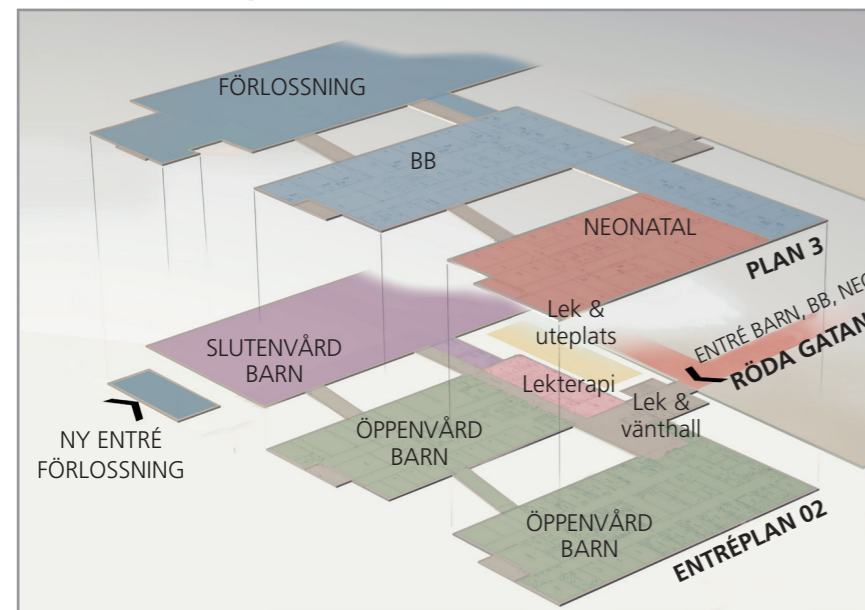 FÖRLOSSNING
BB
NEONATAL
PLAN 3
Lek &
uteplats
ENTRÉ BARN, BB,
RÖDA GATAN
SLUTENVÅRD
BARN
Lekterapi
Lek &
vänthall
NY ENTRÉ
FÖRLOSSNING
ÖPPENVÅRD
BARN
ÖPPENVÅRD
BARN
ENTRÉPLAN 02